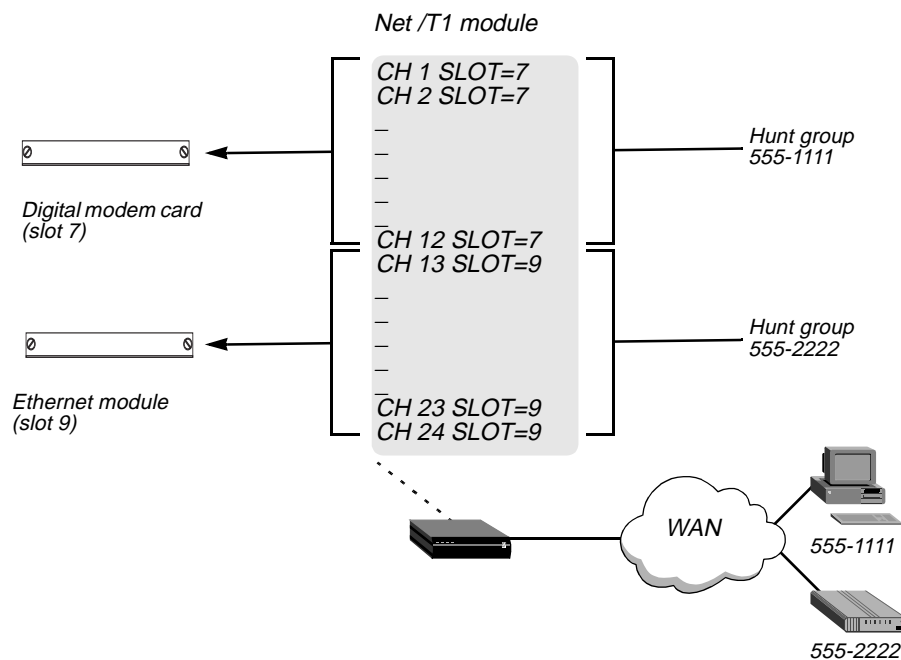 Net /T1 module
CH 1 SLOT=7
CH 2 SLOT=7
–
–
–
–
–
CH 12 SLOT=7
CH 13 SLOT=9
–
–
–
–
–
CH 23 SLOT=9
CH 24 SLOT=9
Digital modem card
(slot 7)
Ethernet module
(slot 9)
Hunt group
555-1111
Hunt group
555-2222
WAN
555-1111
555-2222